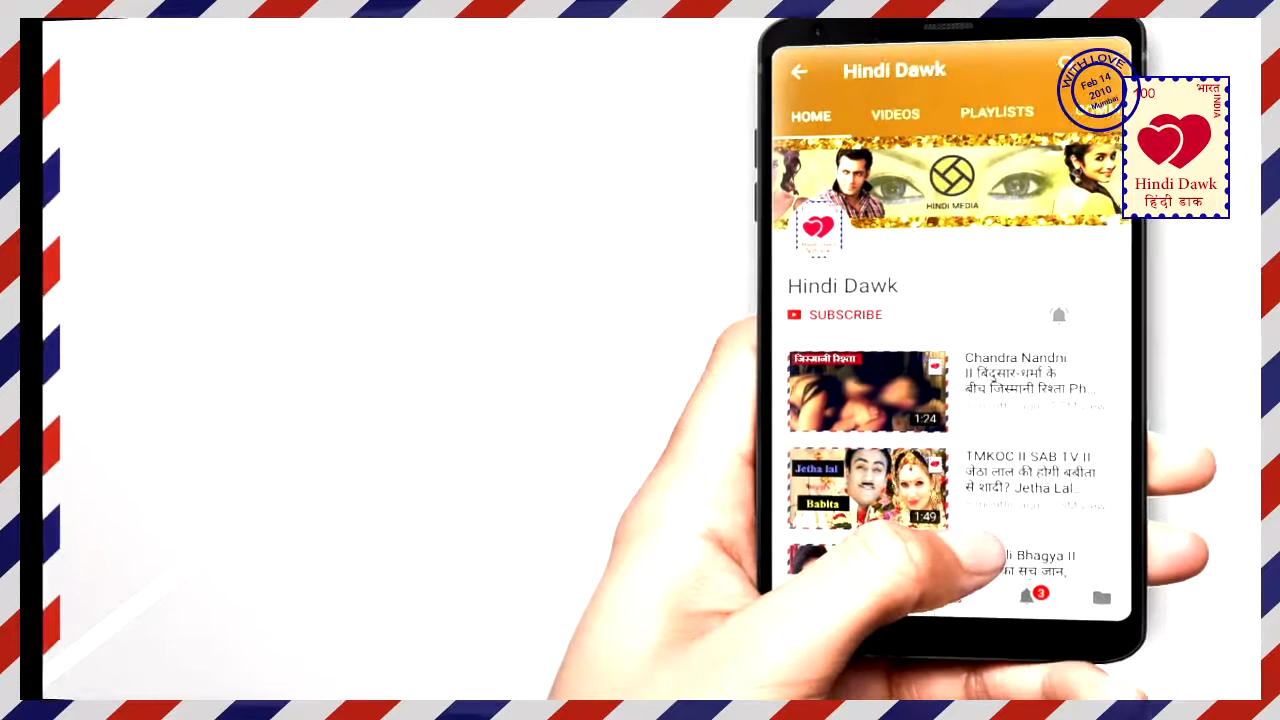 Hindi Dawk
HOME VIDEOS PLAYLISTS
HINDI MEDIA
Hindi Dawk
SUBSCRIBE
जिस्मानी रिश्ता
1:24
Chandra Nandni
II बिंदुसार-धर्मा के
बीच जिस्मानी रिश्ता Ph...
Jetha lal
Babita
1:49
TMKOC II SAB TV II
जेठा लाल की होगी बबीता
से शादी? Jetha Lal...
li Bhagya II
का सच जान,
3
WITH LOVE
Feb 14
2010
Mumbai
100
भारत
INDIA
Hindi Dawk
हिंदी डाक